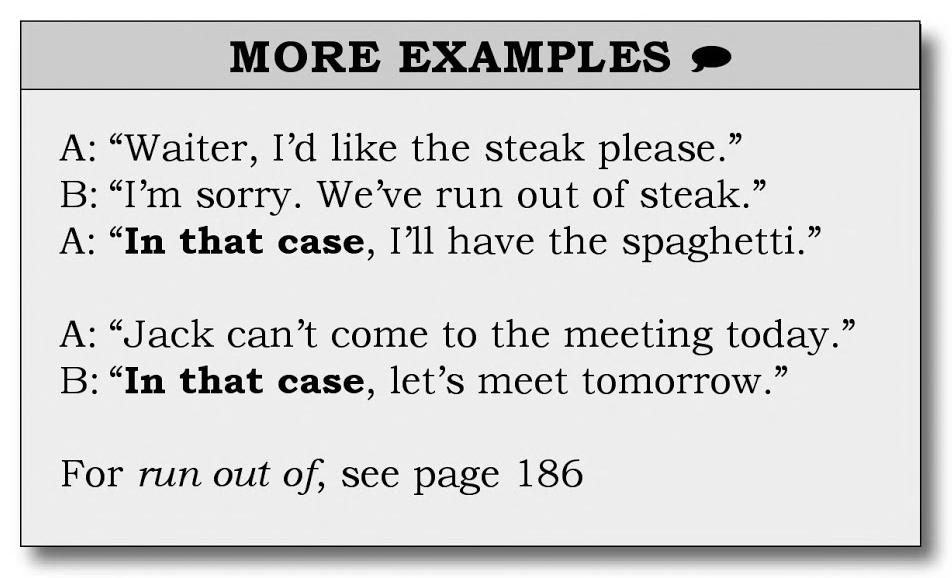 MORE EXAMPLES
A: “Waiter, I’d like the steak please.”
B: “I’m sorry. We’ve run out of steak.”
A: “In that case, I’ll have the spaghetti.”
A: “Jack can’t come to the meeting today.”
B: “In that case, let’s meet tomorrow.”
For run out of, see page 186